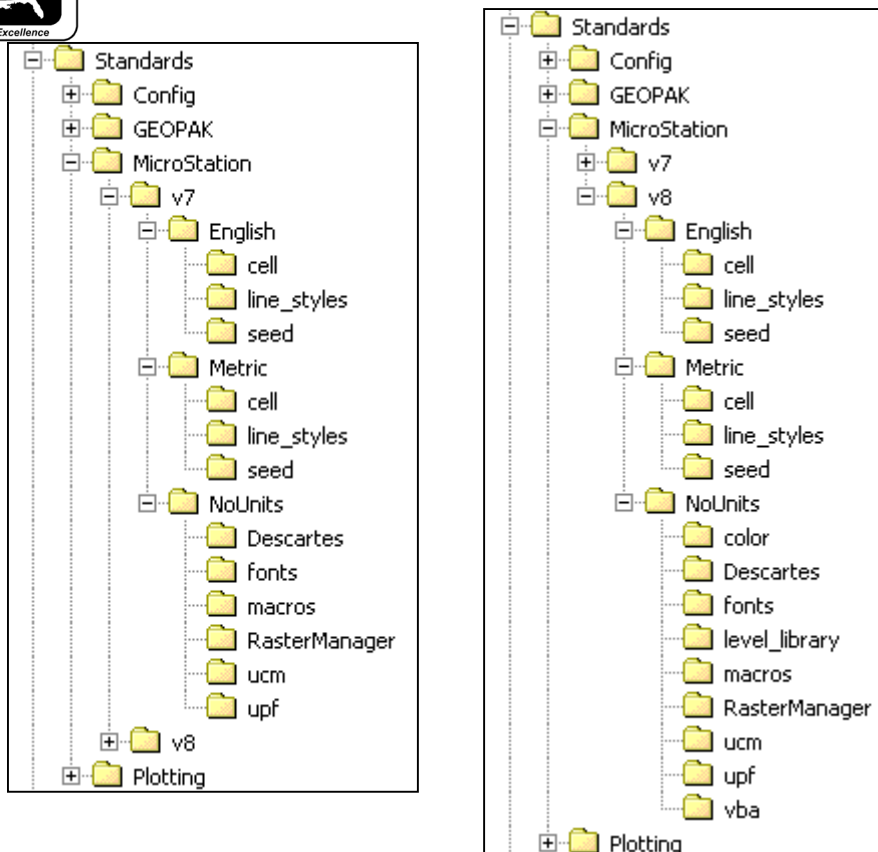 Excellence
Standards
Config
GEOPAK
MicroStation
v7
English
cell
line_styles
seed
Metric
cell
line_styles
seed
NoUnits
Descartes
fonts
macros
RasterManager
ucm
upf
v8
Plotting
Standards
Config
GEOPAK
MicroStation
v7
v8
English
cell
line_styles
seed
Metric
cell
line_styles
seed
NoUnits
color
Descartes
fonts
level_library
macros
RasterManager
ucm
upf
vba
Plotting